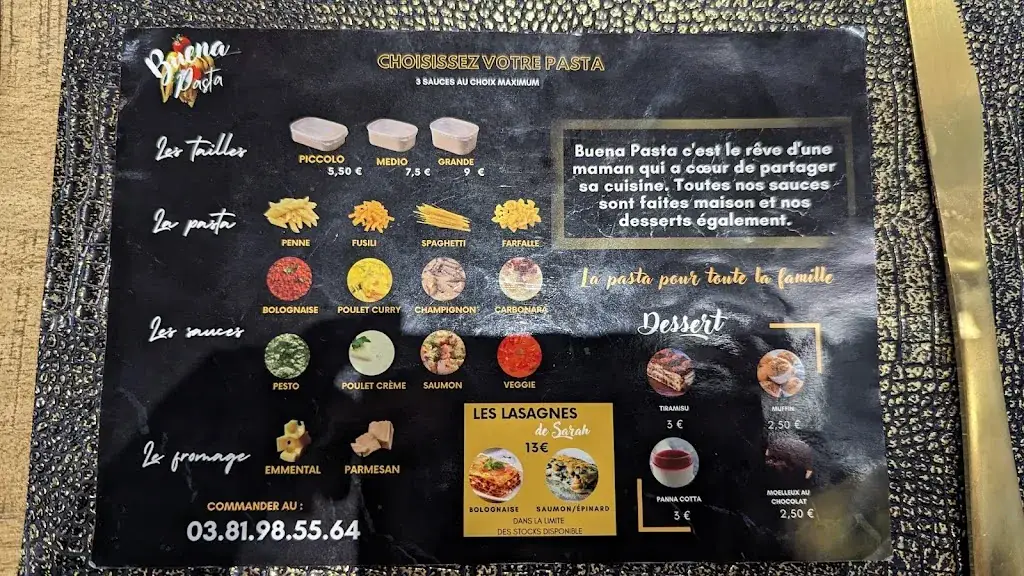 Buena
Pasta
CHOISISSEZ VOTRE PASTA
3 SAUCES AU CHOIX MAXIMUM
Les tailles
PICCOLO
5,50 €
MEDIO
7,5 €
GRANDE
9 €
La pasta
PENNE
FUSILI
SPAGHETTI
FARFALLE
Les sauces
BOLOGNAISE
POULET CURRY
CHAMPIGNON
CARBONARA
PESTO
POULET CRÈME
SAUMON
VEGGIE
Le fromage
EMMENTAL
PARMESAN
COMMANDER AU :
03.81.98.55.64
Buena Pasta c'est le rêve d'une
maman qui a cœur de partager
sa cuisine. Toutes nos sauces
sont faites maison et nos
desserts également.
La pasta pour toute la famille
Dessert
TIRAMISU
3 €
MUFFIN
2,50 €
PANNA COTTA
3 €
MOELLEUX AU
CHOCOLAT
2,50 €
LES LASAGNES
de Sarah
13€
BOLOGNAISE
SAUMON/ÉPINARD
DANS LA LIMITE
DES STOCKS DISPONIBLE